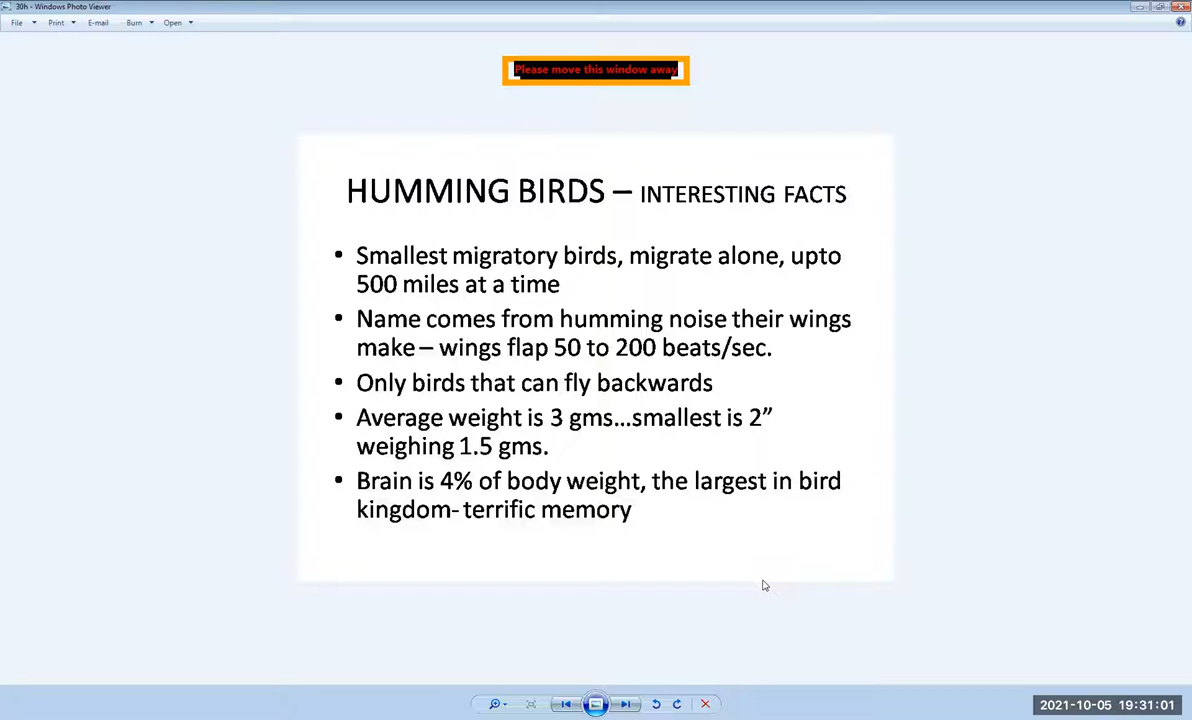 30h - Windows Photo Viewer
File Print E-mail Burn Open
Please move this window away
HUMMING BIRDS – INTERESTING FACTS
• Smallest migratory birds, migrate alone, upto
500 miles at a time
• Name comes from humming noise their wings
make – wings flap 50 to 200 beats/sec.
• Only birds that can fly backwards
• Average weight is 3 gms...smallest is 2”
weighing 1.5 gms.
• Brain is 4% of body weight, the largest in bird
kingdom- terrific memory
2021-10-05 19:31:01